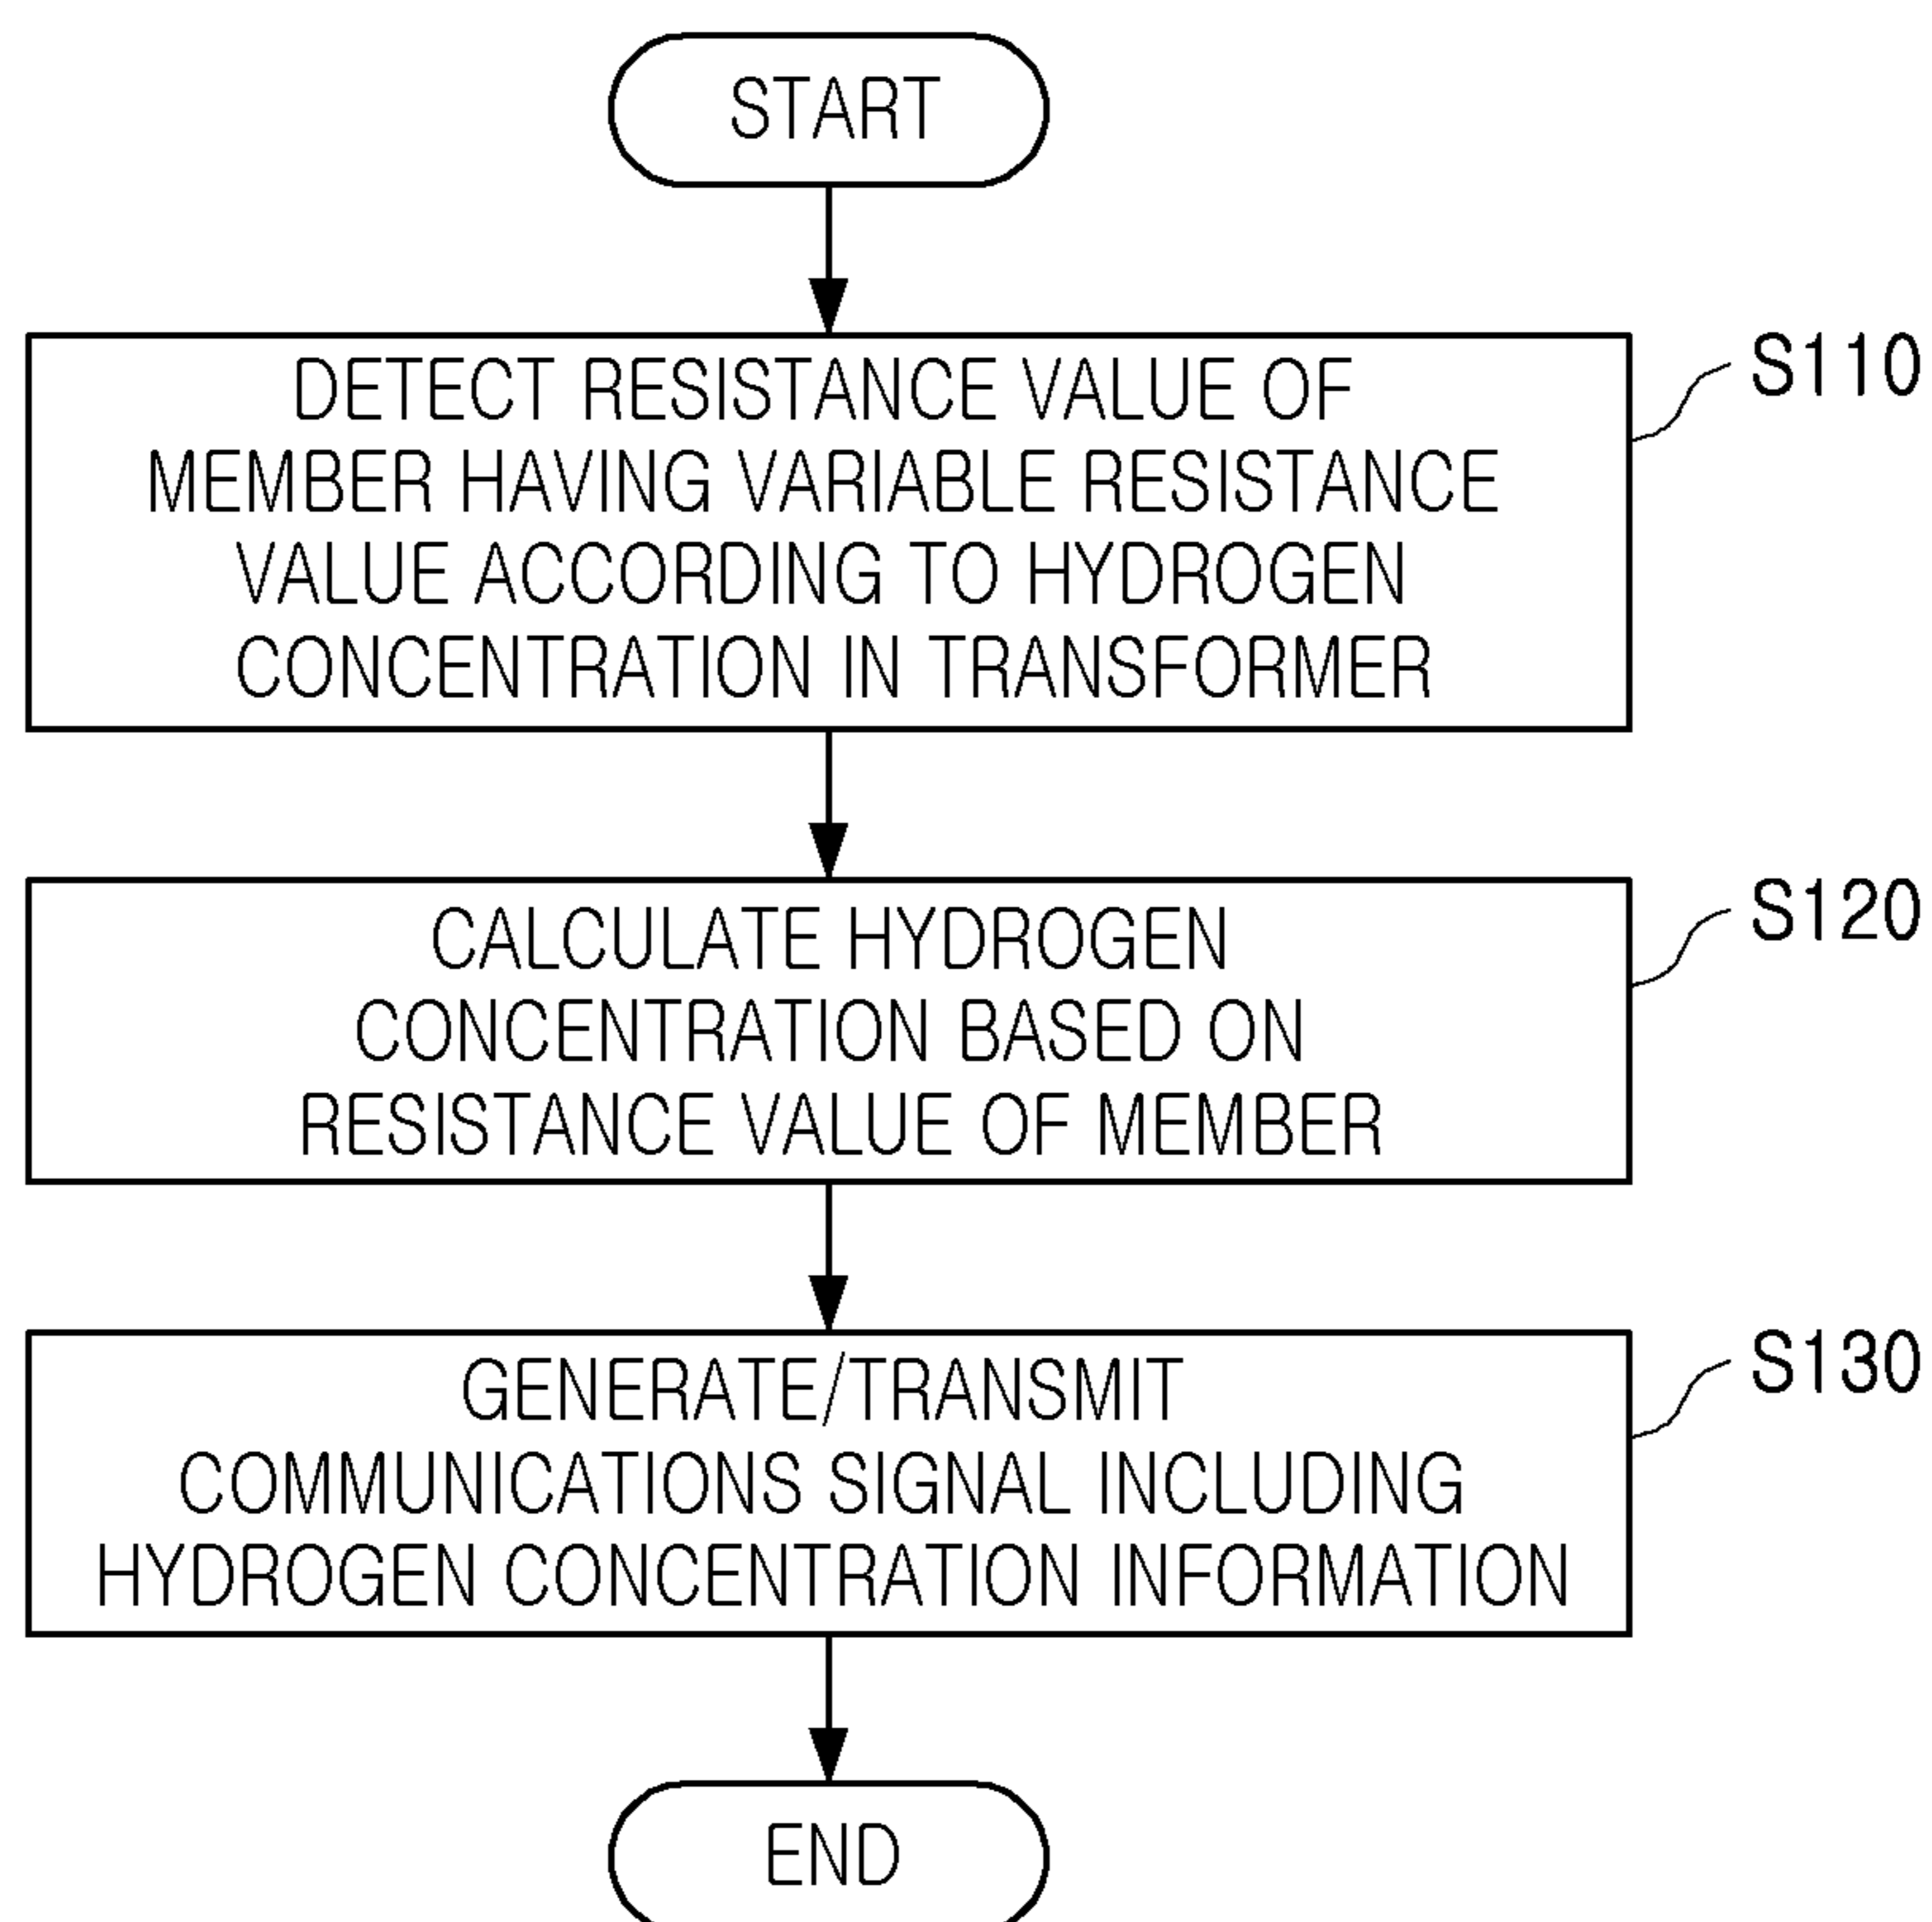 START
DETECT RESISTANCE VALUE OF
MEMBER HAVING VARIABLE RESISTANCE
VALUE ACCORDING TO HYDROGEN
CONCENTRATION IN TRANSFORMER
S110
CALCULATE HYDROGEN
CONCENTRATION BASED ON
RESISTANCE VALUE OF MEMBER
S120
GENERATE/TRANSMIT
COMMUNICATIONS SIGNAL INCLUDING
HYDROGEN CONCENTRATION INFORMATION
S130
END